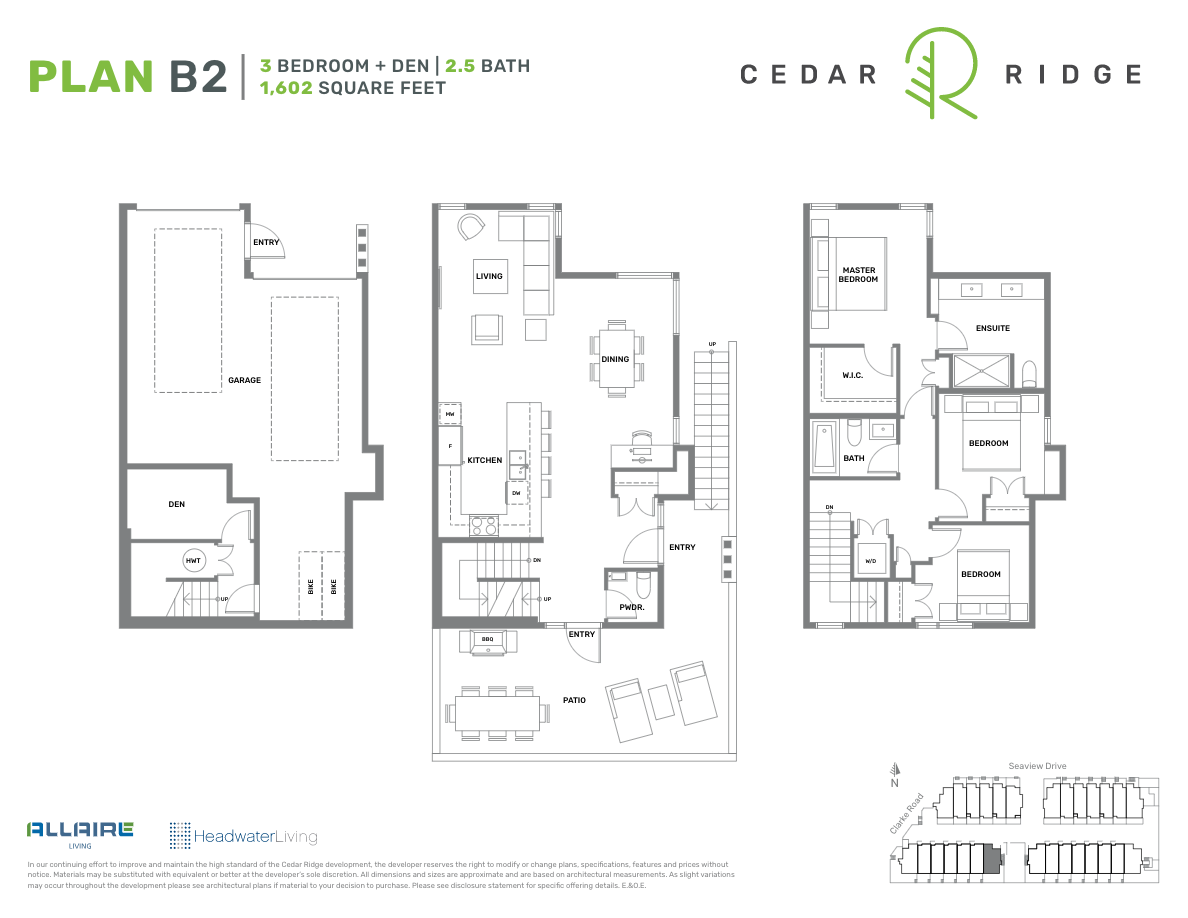 PLAN B2
3 BEDROOM + DEN | 2.5 BATH
1,602 SQUARE FEET
CEDAR RIDGE
ENTRY
GARAGE
DEN
HWT
UP
BIKE
BIKE
LIVING
DINING
UP
MW
F
KITCHEN
DW
ENTRY
DN
UP
PWDR.
ENTRY
BBQ
PATIO
MASTER
BEDROOM
ENSUITE
W.I.C.
BATH
BEDROOM
DN
W/D
BEDROOM
Seaview Drive
N
Clarke Road
ALLAIRE
LIVING
HeadwaterLiving
In our continuing effort to improve and maintain the high standard of the Cedar Ridge development, the developer reserves the right to modify or change plans, specifications, features and prices without
notice. Materials may be substituted with equivalent or better at the developer's sole discretion. All dimensions and sizes are approximate and are based on architectural measurements. As slight variations
may occur throughout the development please see architectural plans if material to your decision to purchase. Please see disclosure statement for specific offering details. E.&O.E.